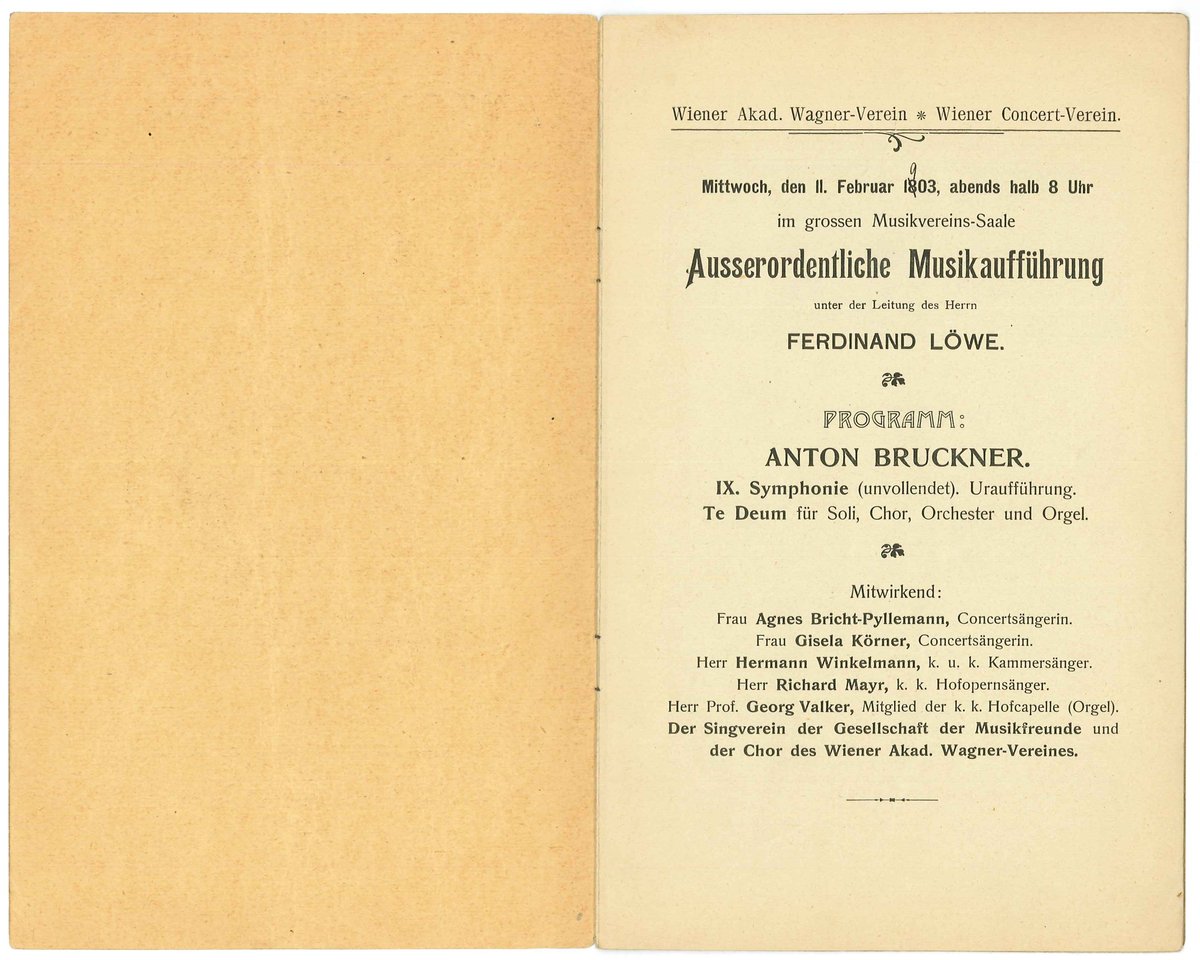 Wiener Akad. Wagner-Verein * Wiener Concert-Verein.
9
Mittwoch, den 11. Februar 1803, abends halb 8 Uhr
im grossen Musikvereins-Saale
Ausserordentliche Musikaufführung
unter der Leitung des Herrn
FERDINAND LÖWE.
PROGRAMM:
ANTON BRUCKNER.
IX. Symphonie (unvollendet). Uraufführung.
Te Deum für Soli, Chor, Orchester und Orgel.
Mitwirkend:
Frau Agnes Bricht-Pyllemann, Concertsängerin.
Frau Gisela Körner, Concertsängerin.
Herr Hermann Winkelmann, k. u. k. Kammersänger.
Herr Richard Mayr, k. k. Hofopernsänger.
Herr Prof. Georg Valker, Mitglied der k. k. Hofcapelle (Orgel).
Der Singverein der Gesellschaft der Musikfreunde und
der Chor des Wiener Akad. Wagner-Vereines.